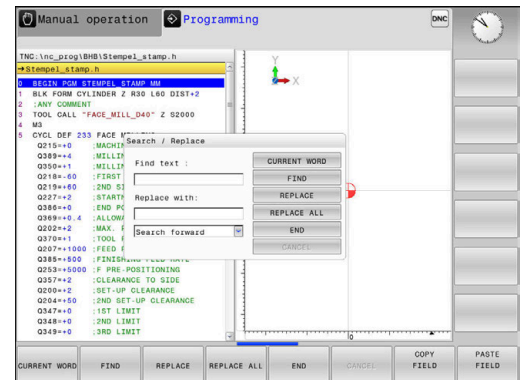 Manual operation
Programming
DNC
TNC:\nc_prog\BHB\Stempel_stamp.h
→Stempel_stamp.h
0 BEGIN PGM STEMPEL_STAMP MM
1 BLK FORM CYLINDER Z R30 L60 DIST+2
2 ;ANY COMMENT
3 TOOL CALL "FACE_MILL_D40" Z S2000
4 M3
5 CYCL DEF 233 FACE
Q215=+0 ;MACHIN
Q389=+4 ;MILLIN
Q350=+1 ;MILLIN
Q218=-60 ;FIRST
Q219=+60 ;2ND SI
Q227=+2 ;STARTN
Q386=+0 ;END PO
Q369=+0.4 ;ALLOWA
Q202=+2 ;MAX.
Q370=+1 ;TOOL
Q207=+1000 ;FEED
Q385=+500 ;FINISHING FEED RATE
Q253=+5000 ;F PRE-POSITIONING
Q357=+2 ;CLEARANCE TO SIDE
Q200=+2 ;SET-UP CLEARANCE
Q204=+50 ;2ND SET-UP CLEARANCE
Q347=+0 ;1ST LIMIT
Q348=+0 ;2ND LIMIT
Q349=+0 ;3RD LIMIT
Y
X
0
Search / Replace
Find text :
Replace with:
Search forward
CURRENT WORD
FIND
REPLACE
REPLACE ALL
END
CANCEL
CURRENT WORD
FIND
REPLACE
REPLACE ALL
END
CANCEL
COPY
FIELD
PASTE
FIELD